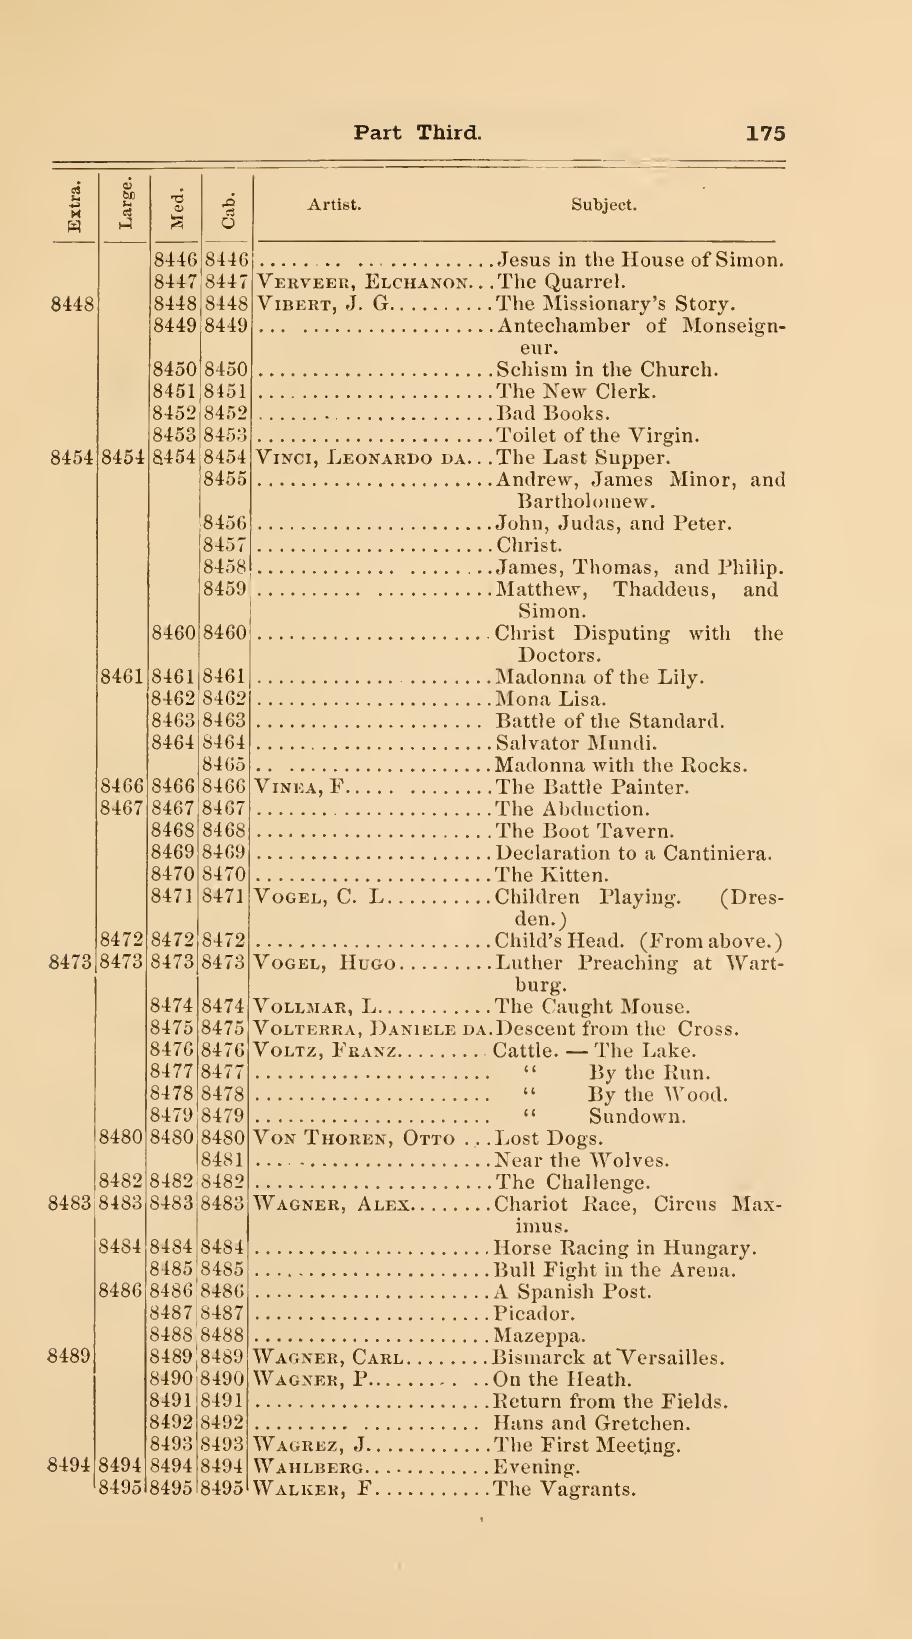 Part Third. 175
Extra. Large. Med. Cab. Artist. Subject.
8446 8446 ....... .. .............Jesus in the House of Simon.
8447 8447 VERVEER, ELCHANON...The Quarrel.
8448 8448 8448 VIBERT, J. G..........The Missionary's Story.
8449 8449 ... ..................Antechamber of Monseign-
eur.
8450 8450 ......................Schism in the Church.
8451 8451 ......................The New Clerk.
8452 8452 ......................Bad Books.
8453 8453 ......................Toilet of the Virgin.
8454 8454 8454 8454 VINCI, LEONARDO DA...The Last Supper.
8455 ......................Andrew, James Minor, and
Bartholomew.
8456 ......................John, Judas, and Peter.
8457 ......................Christ.
8458 ............. ........James, Thomas, and Philip.
8459 .......... ...........Matthew, Thaddeus, and
Simon.
8460 8460 ......................Christ Disputing with the
Doctors.
8461 8461 8461 ......................Madonna of the Lily.
8462 8462 ......................Mona Lisa.
8463 8463 ..................... Battle of the Standard.
8464 8464 ......................Salvator Mundi.
8465 .. ...................Madonna with the Rocks.
8466 8466 8466 VINEA, F..... ........The Battle Painter.
8467 8467 8467 ......................The Abduction.
8468 8468 ......................The Boot Tavern.
8469 8469 ......................Declaration to a Cantiniera.
8470 8470 ......................The Kitten.
8471 8471 VOGEL, C. L..........Children Playing. (Dres-
den.)
8472 8472 8472 ......................Child's Head. (From above.)
8473 8473 8473 8473 VOGEL, HUGO.........Luther Preaching at Wart-
burg.
8474 8474 VOLLMAR, L...........The Caught Mouse.
8475 8475 VOLTERRA, DANIELE DA.Descent from the Cross.
8476 8476 VOLTZ, FRANZ........ Cattle. — The Lake.
8477 8477 ...................... " By the Run.
8478 8478 ...................... " By the Wood.
8479 8479 ...................... " Sundown.
8480 8480 8480 VON THOREN, OTTO ...Lost Dogs.
8481 ......................Near the Wolves.
8482 8482 8482 ......................The Challenge.
8483 8483 8483 8483 WAGNER, ALEX........Chariot Race, Circus Max-
imus.
8484 8484 8484 ......................Horse Racing in Hungary.
8485 8485 ......................Bull Fight in the Arena.
8486 8486 8486 ......................A Spanish Post.
8487 8487 ......................Picador.
8488 8488 ......................Mazeppa.
8489 8489 8489 WAGNER, CARL........Bismarck at Versailles.
8490 8490 WAGNER, P......... ..On the Heath.
8491 8491 ......................Return from the Fields.
8492 8492 .......... .......... Hans and Gretchen.
8493 8493 WAGREZ, J............The First Meeting.
8494 8494 8494 8494 WAHLBERG............Evening.
8495 8495 8495 WALKER, F...........The Vagrants.